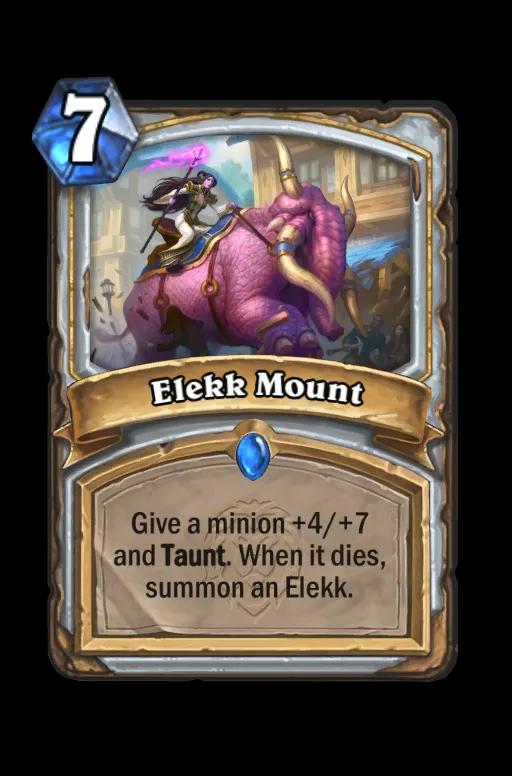 7
Elekk Mount
Give a minion +4/+7
and Taunt. When it dies,
summon an Elekk.